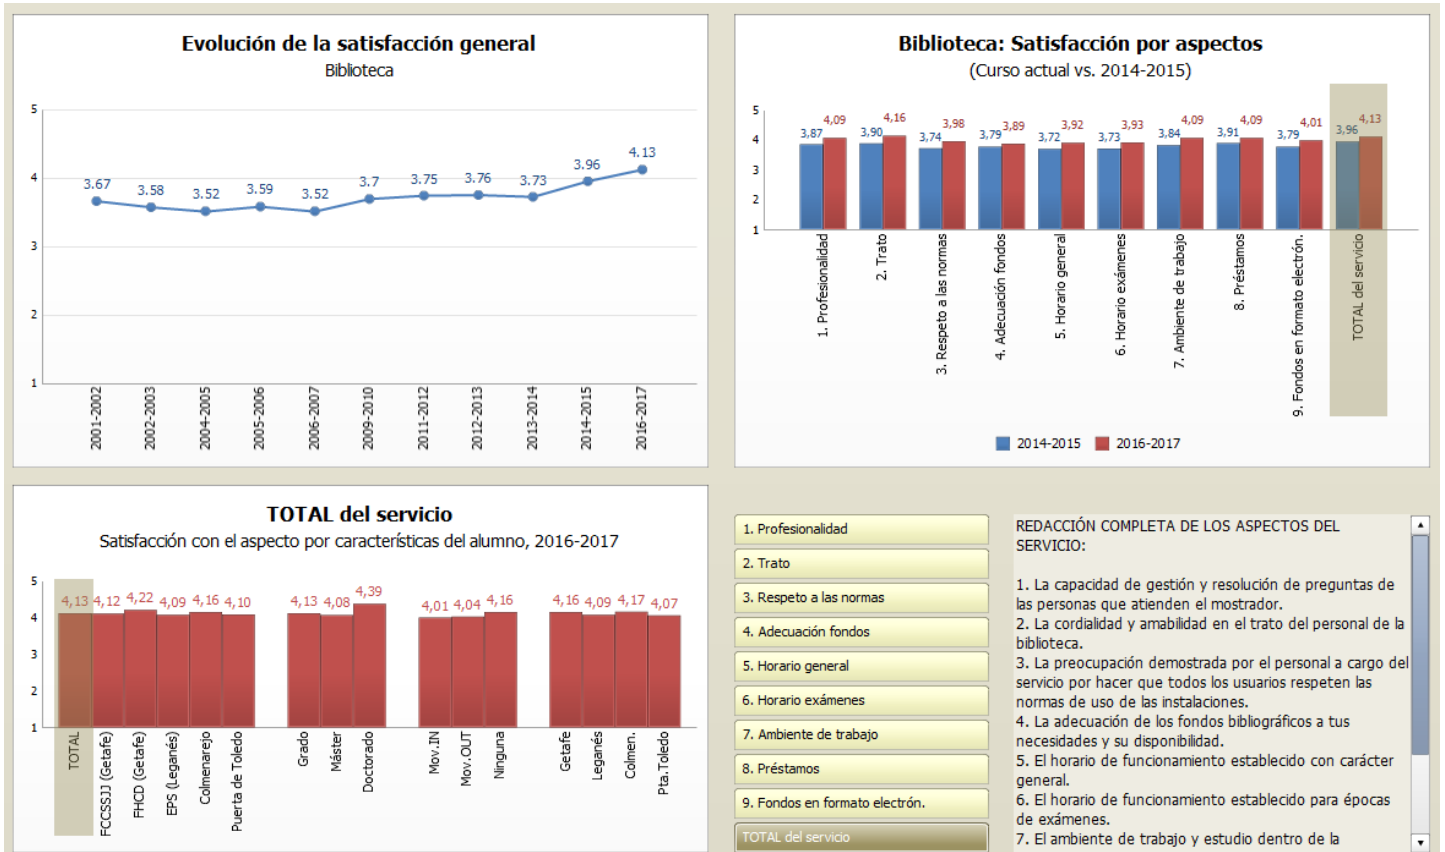 Evolución de la satisfacción general
Biblioteca
5
4
3
2
1
3.67
3.58
3.52
3.59
3.52
3.7
3.75
3.76
3.73
3.96
4.13
2001-2002
2002-2003
2004-2005
2005-2006
2006-2007
2009-2010
2011-2012
2012-2013
2013-2014
2014-2015
2016-2017
Biblioteca: Satisfacción por aspectos
(Curso actual vs. 2014-2015)
5
4
3
2
1
3,87 4,09
3,90 4,16
3,74 3,98
3,79 3,89
3,72 3,92
3,73 3,93
3,84 4,09
3,91 4,09
3,79 4,01
3,96 4,13
1. Profesionalidad
2. Trato
3. Respeto a las normas
4. Adecuación fondos
5. Horario general
6. Horario exámenes
7. Ambiente de trabajo
8. Préstamos
9. Fondos en formato electrón.
TOTAL del servicio
2014-2015 2016-2017
TOTAL del servicio
Satisfacción con el aspecto por características del alumno, 2016-2017
5
4
3
2
1
4,13 4,12 4,22 4,09 4,16 4,10
4,13 4,08 4,39
4,01 4,04 4,16
4,16 4,09 4,17 4,07
TOTAL
FCCSSJJ (Getafe)
FHCD (Getafe)
EPS (Leganés)
Colmenarejo
Puerta de Toledo
Grado
Máster
Doctorado
Mov.IN
Mov.OUT
Ninguna
Getafe
Leganés
Colmen.
Pta.Toledo
1. Profesionalidad
2. Trato
3. Respeto a las normas
4. Adecuación fondos
5. Horario general
6. Horario exámenes
7. Ambiente de trabajo
8. Préstamos
9. Fondos en formato electrón.
TOTAL del servicio
REDACCIÓN COMPLETA DE LOS ASPECTOS DEL
SERVICIO:
1. La capacidad de gestión y resolución de preguntas de
las personas que atienden el mostrador.
2. La cordialidad y amabilidad en el trato del personal de la
biblioteca.
3. La preocupación demostrada por el personal a cargo del
servicio por hacer que todos los usuarios respeten las
normas de uso de las instalaciones.
4. La adecuación de los fondos bibliográficos a tus
necesidades y su disponibilidad.
5. El horario de funcionamiento establecido con carácter
general.
6. El horario de funcionamiento establecido para épocas
de exámenes.
7. El ambiente de trabajo y estudio dentro de la